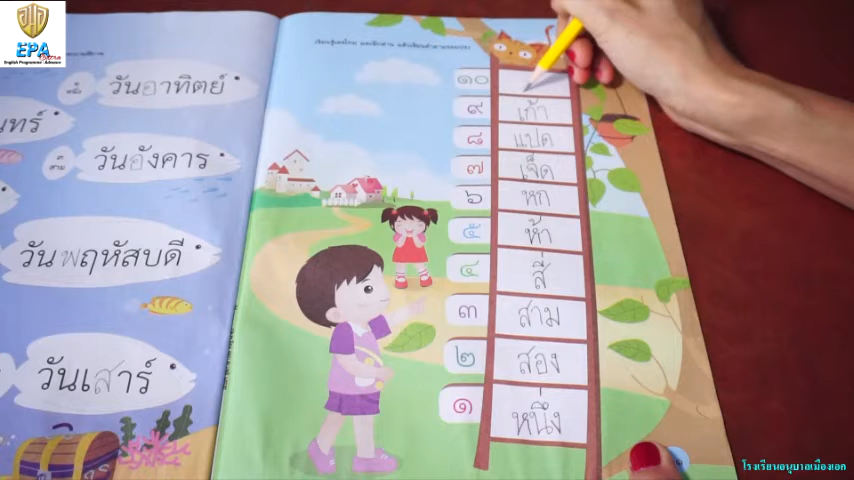 EPA
English Programme : Advance
วันอาทิตย์
นทร์
วันอังคาร
วันพฤหัสบดี
วันเสาร์
๑๐
๙ เก้า
๘ แปด
๗ เจ็ด
๖ หก
๕ ห้า
๔ สี่
๓ สาม
๒ สอง
๑ หนึ่ง
โรงเรียนอนุบาลเมืองเอก